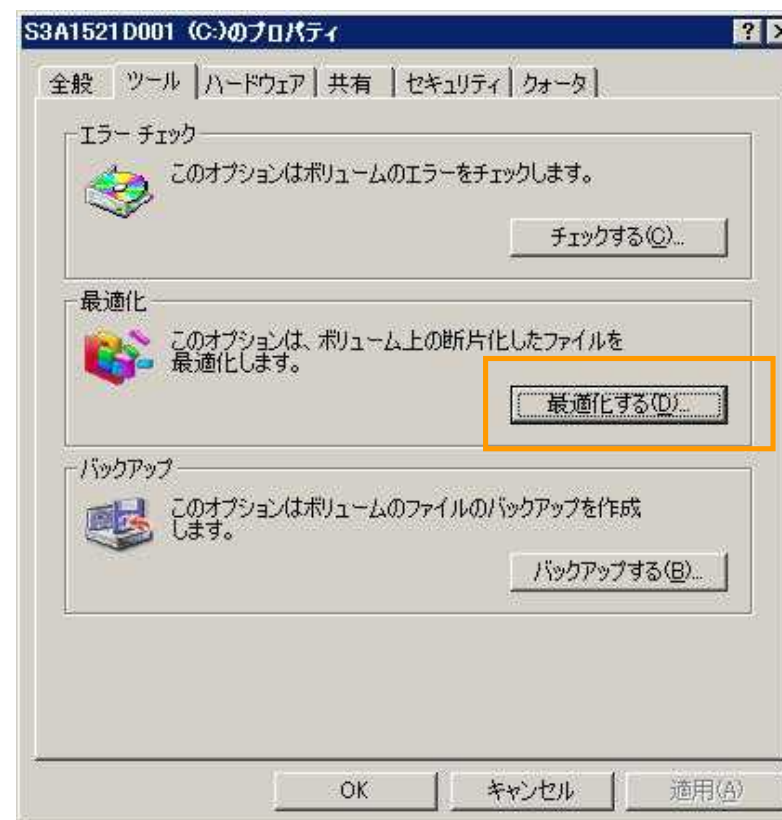 S3A1521D001 (C:)のプロパティ
全般 ツール ハードウェア 共有 セキュリティ クォータ
エラー チェック
このオプションはボリュームのエラーをチェックします。
チェックする(C)...
最適化
このオプションは、ボリューム上の断片化したファイルを
最適化します。
最適化する(D)...
バックアップ
このオプションはボリュームのファイルのバックアップを作成
します。
バックアップする(B)...
OK キャンセル 適用(A)